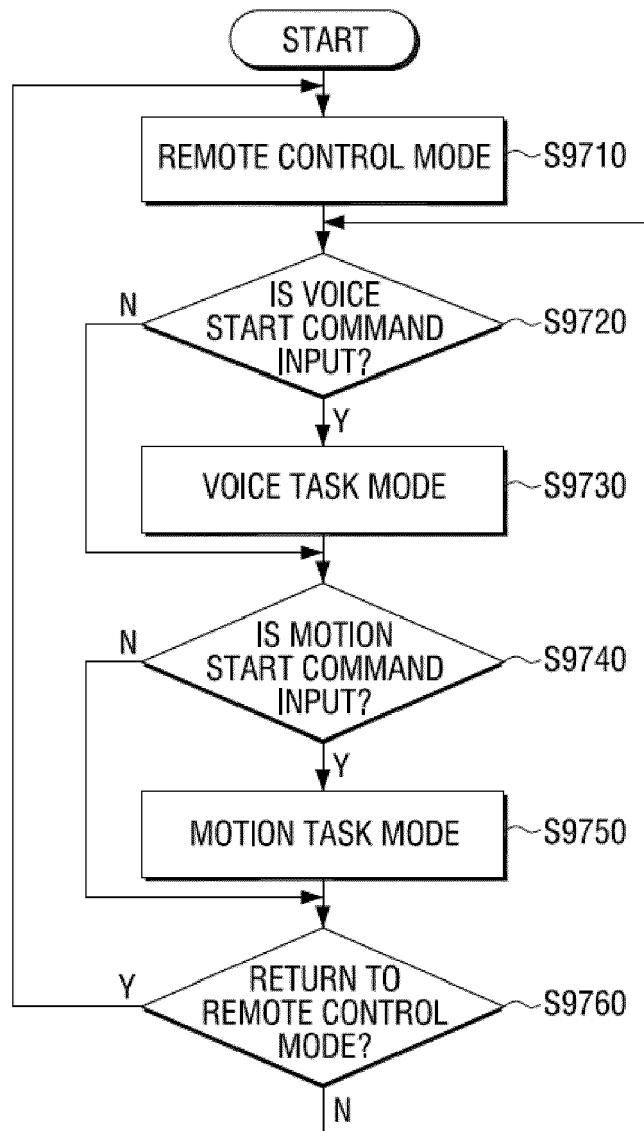 START
REMOTE CONTROL MODE
S9710
N
IS VOICE
START COMMAND
INPUT?
S9720
Y
VOICE TASK MODE
S9730
N
IS MOTION
START COMMAND
INPUT?
S9740
Y
MOTION TASK MODE
S9750
Y
RETURN TO
REMOTE CONTROL
MODE?
S9760
N